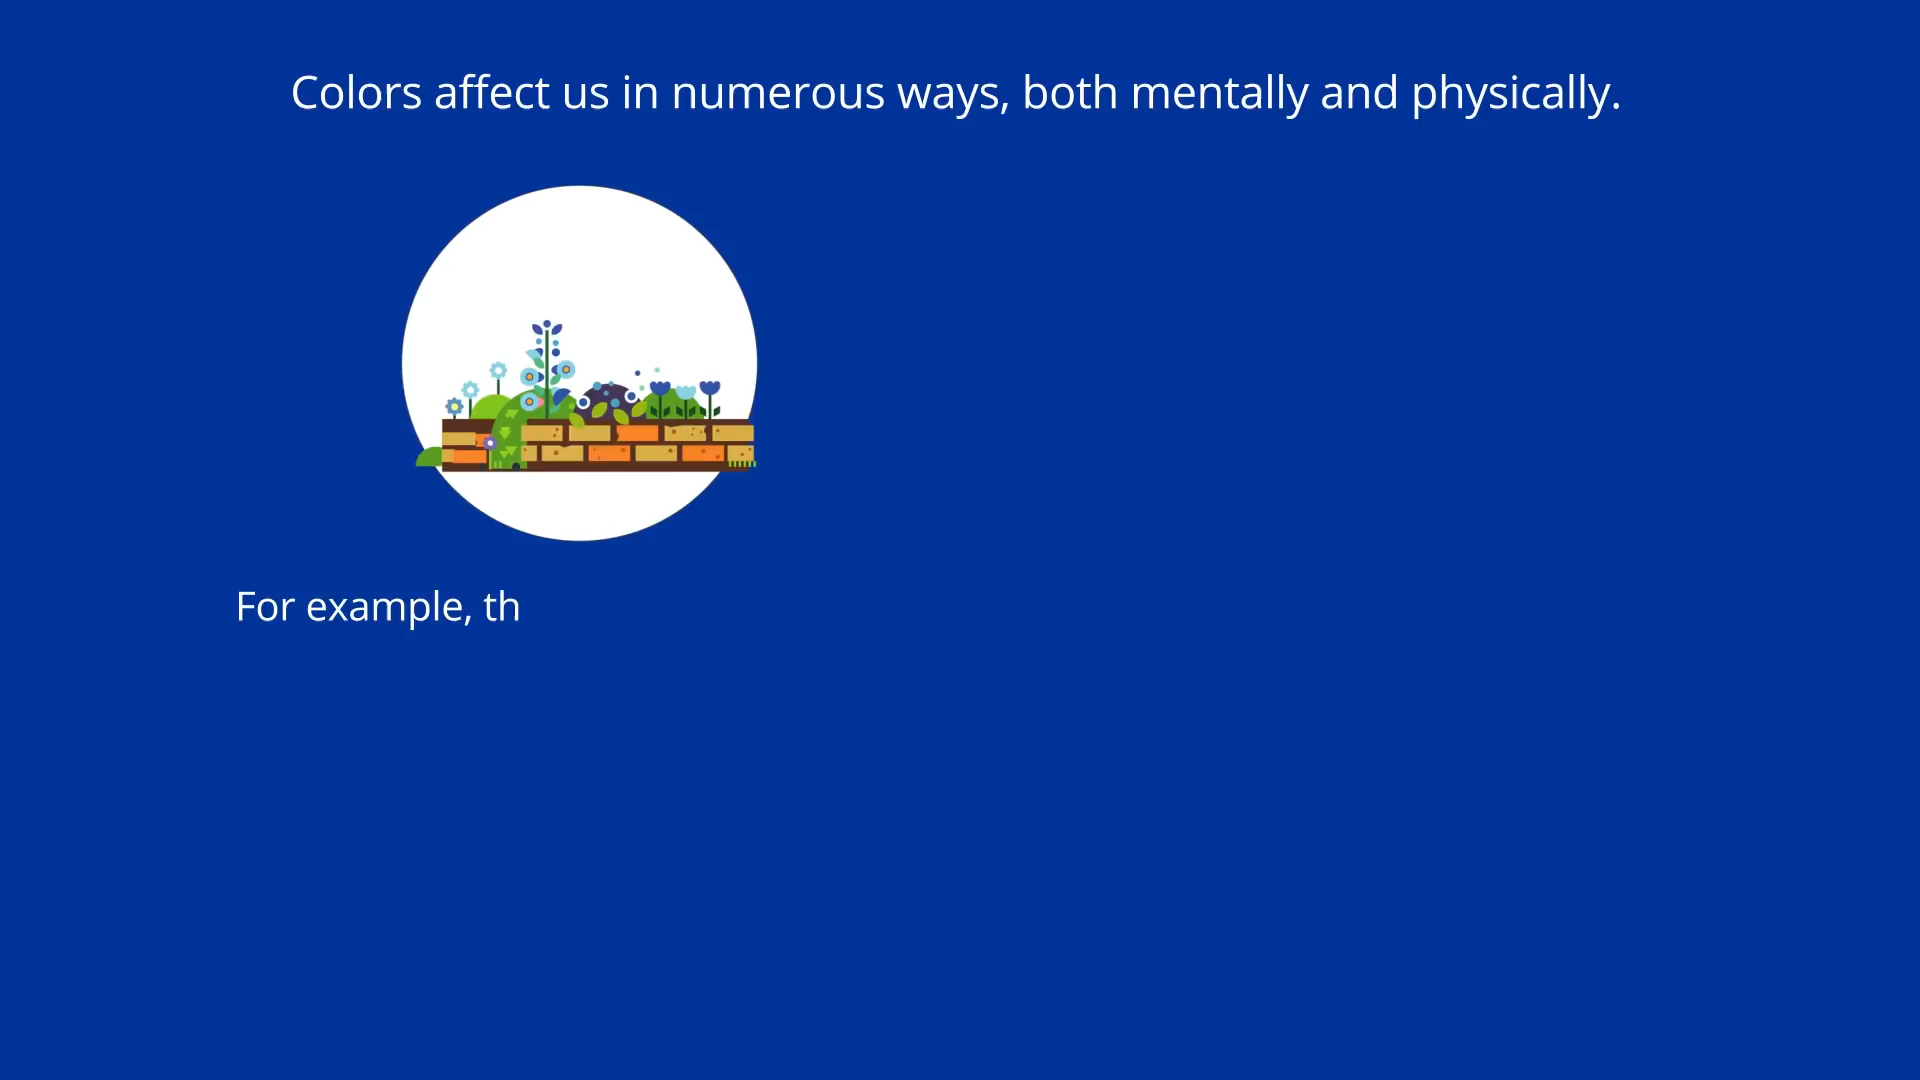 Colors affect us in numerous ways, both mentally and physically.
For example, th